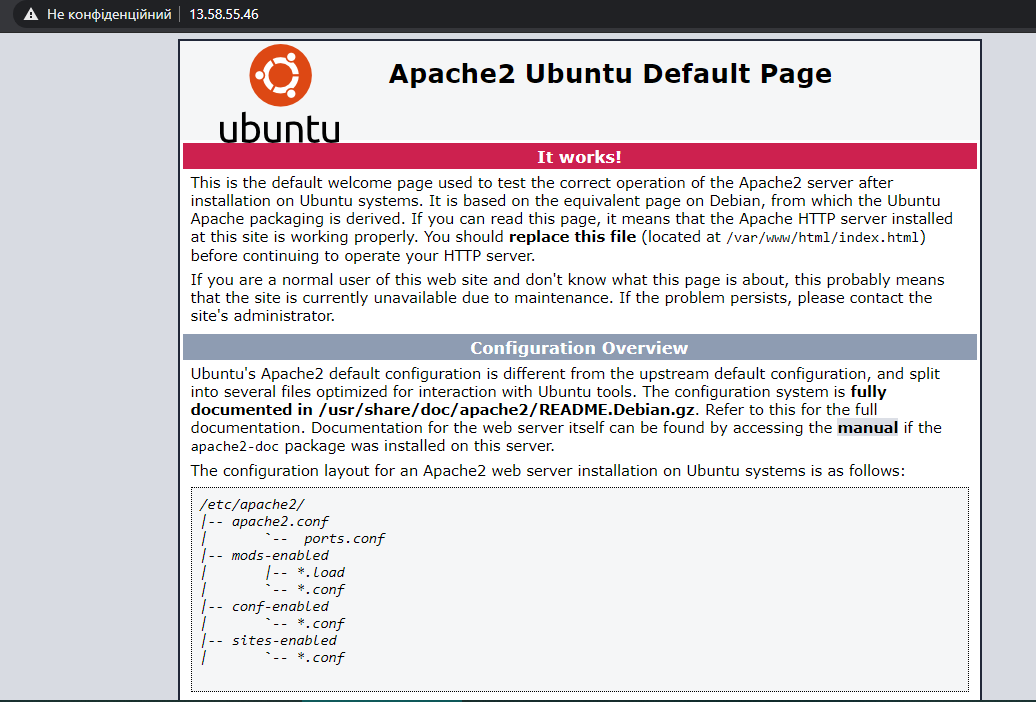 Не конфіденційний 13.58.55.46
ubuntu
Apache2 Ubuntu Default Page
It works!
This is the default welcome page used to test the correct operation of the Apache2 server after
installation on Ubuntu systems. It is based on the equivalent page on Debian, from which the Ubuntu
Apache packaging is derived. If you can read this page, it means that the Apache HTTP server installed
at this site is working properly. You should replace this file (located at /var/www/html/index.html)
before continuing to operate your HTTP server.
If you are a normal user of this web site and don't know what this page is about, this probably means
that the site is currently unavailable due to maintenance. If the problem persists, please contact the
site's administrator.
Configuration Overview
Ubuntu's Apache2 default configuration is different from the upstream default configuration, and split
into several files optimized for interaction with Ubuntu tools. The configuration system is fully
documented in /usr/share/doc/apache2/README.Debian.gz. Refer to this for the full
documentation. Documentation for the web server itself can be found by accessing the manual if the
apache2-doc package was installed on this server.
The configuration layout for an Apache2 web server installation on Ubuntu systems is as follows:
/etc/apache2/
|-- apache2.conf
|       `--  ports.conf
|-- mods-enabled
|       |-- *.load
|       `-- *.conf
|-- conf-enabled
|       `-- *.conf
|-- sites-enabled
|       `-- *.conf